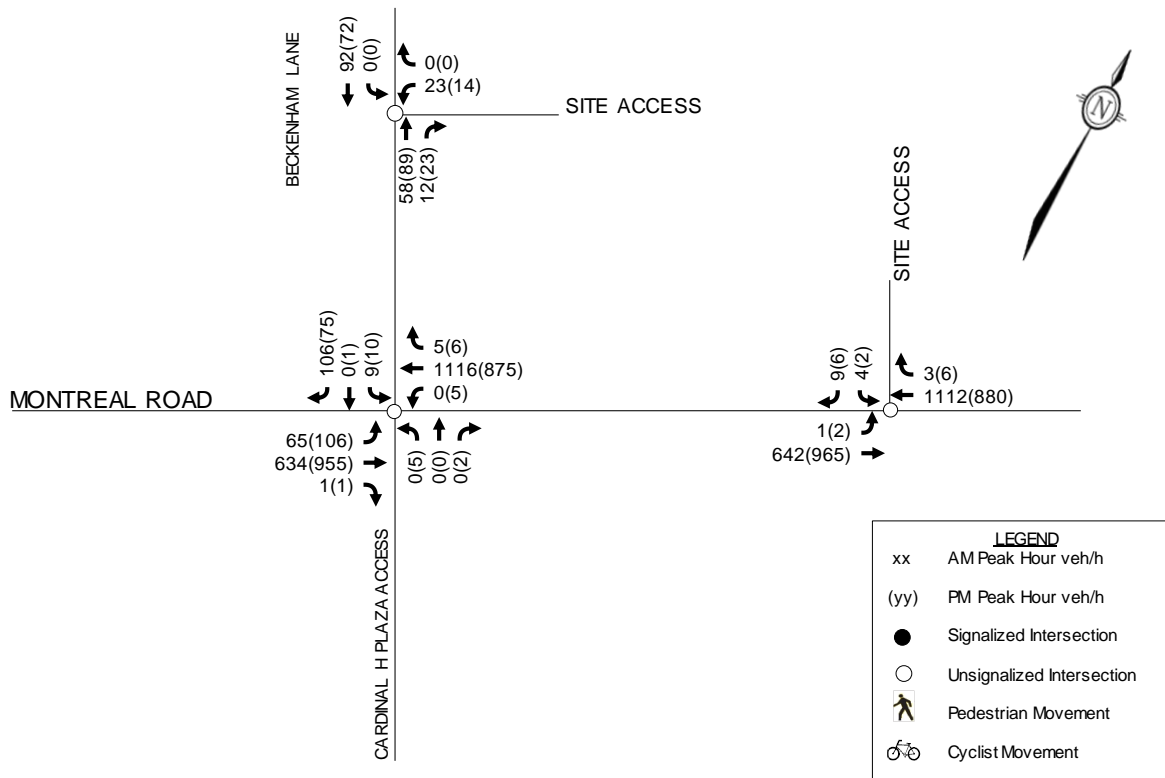 BECKENHAM LANE
92(72)
0(0)
0(0)
23(14)
SITE ACCESS
58(89)
12(23)
N
SITE ACCESS
106(75)
0(1)
9(10)
5(6)
1116(875)
0(5)
MONTREAL ROAD
65(106)
634(955)
1(1)
0(5)
0(0)
0(2)
9(6)
4(2)
3(6)
1112(880)
1(2)
642(965)
CARDINAL H PLAZA ACCESS
LEGEND
xx AM Peak Hour veh/h
(yy) PM Peak Hour veh/h
Signalized Intersection
Unsignalized Intersection
Pedestrian Movement
Cyclist Movement